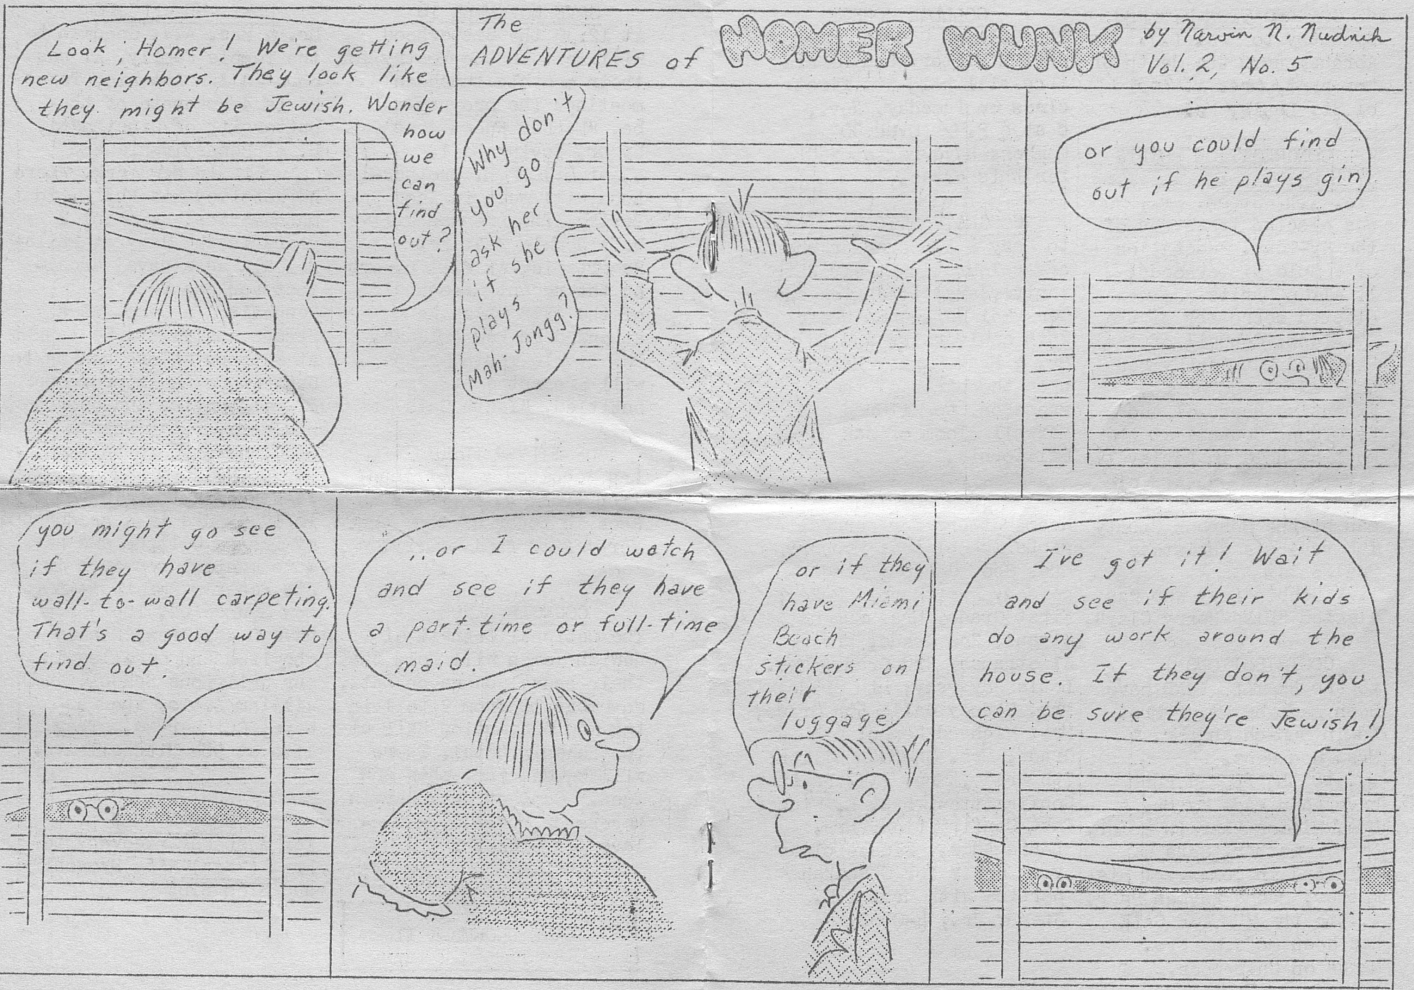 Look, Homer! We're getting
new neighbors. They look like
they might be Jewish. Wonder
how
we
can
find
out?
The
ADVENTURES of HOMER WUNK
by Narvin N. Nudnik
Vol. 2, No. 5
Why don't
you go
ask her
if she
plays
Mah-Jongg?
or you could find
out if he plays gin
you might go see
if they have
wall-to-wall carpeting.
That's a good way to
find out.
...or I could watch
and see if they have
a part-time or full-time
maid.
or if they
have Miami
Beach
stickers on
their
luggage
I've got it! Wait
and see if their kids
do any work around the
house. If they don't, you
can be sure they're Jewish!